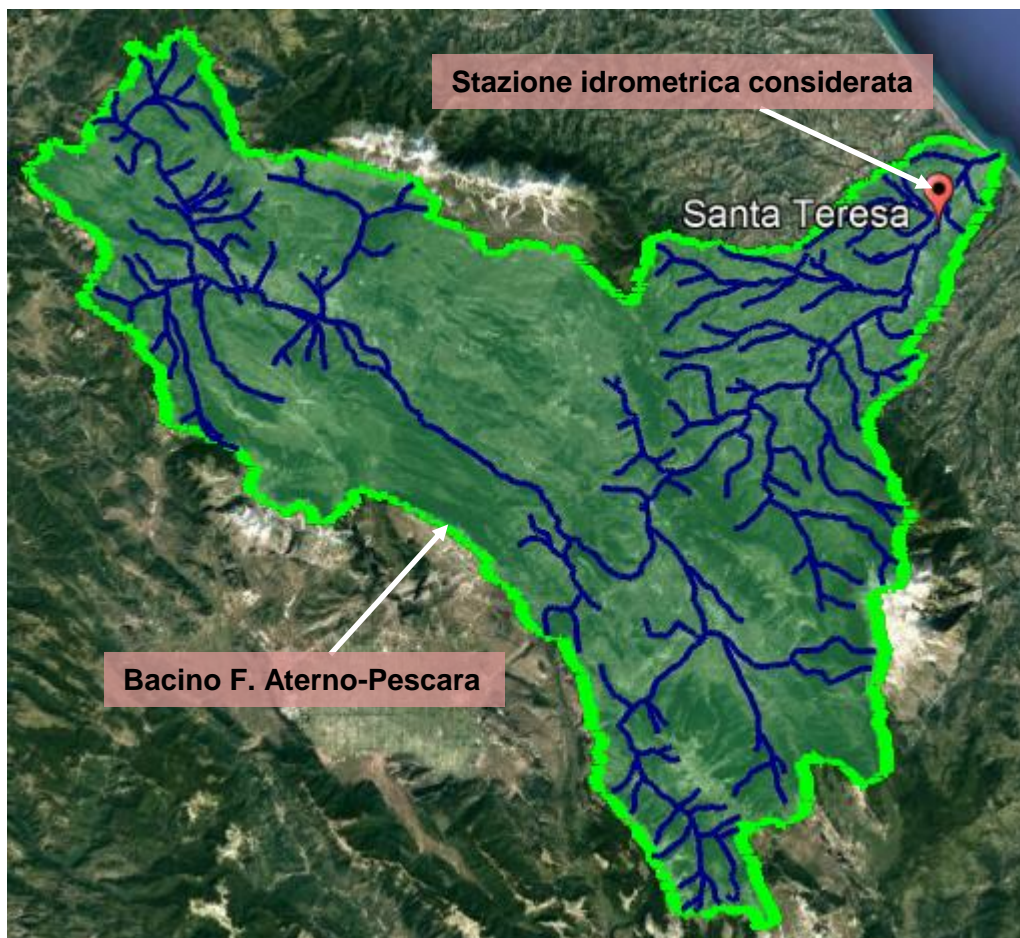 Stazione idrometrica considerata
Santa Teresa
Bacino F. Aterno-Pescara